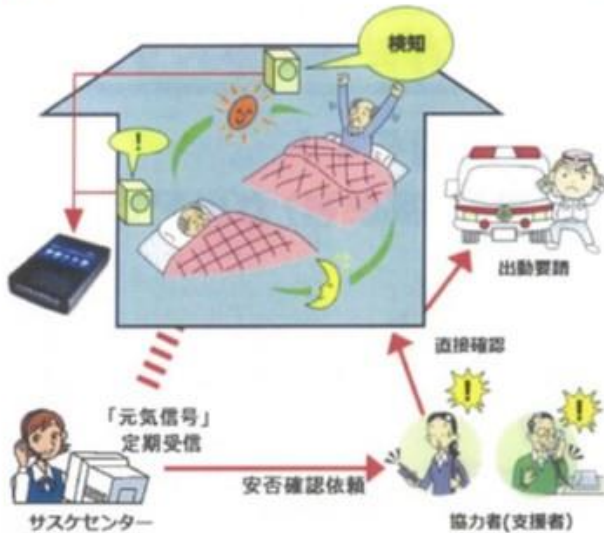 検知
!
出動要請
直接確認
!
!
「元気信号」
定期受信
安否確認依頼
サスケセンター
協力者(支援者)